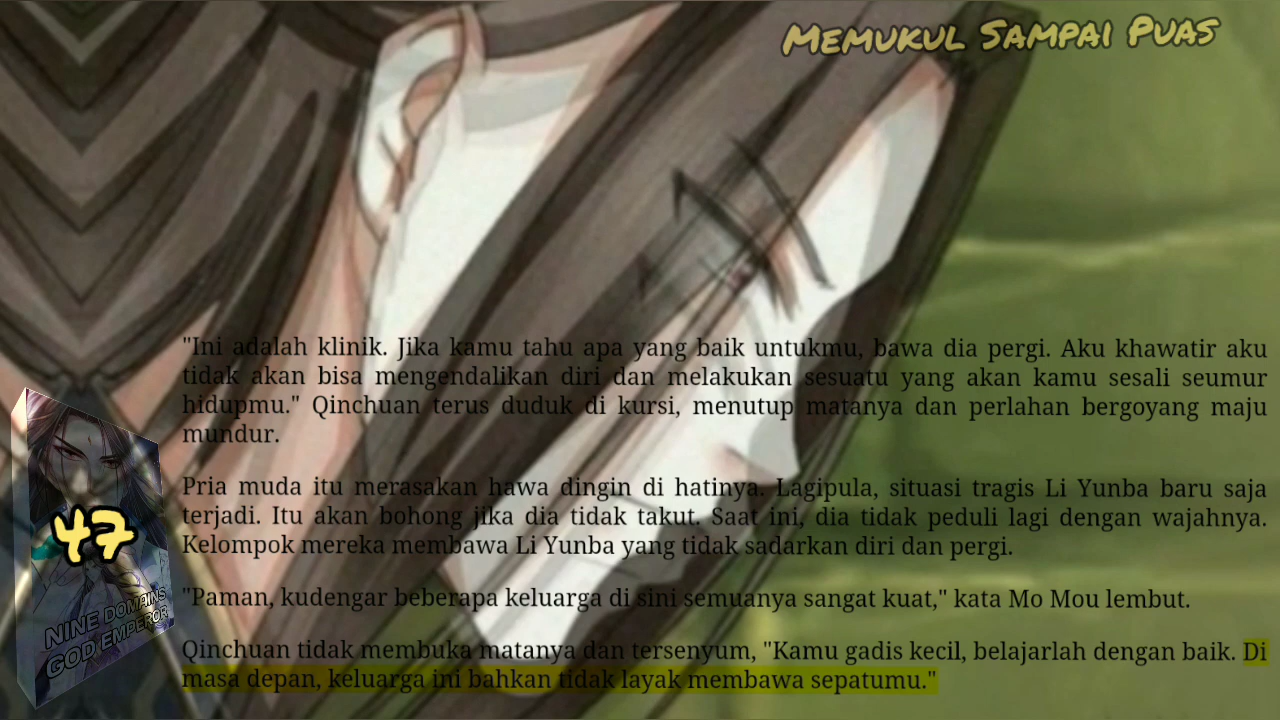 Memukul Sampai Puas
"Ini adalah klinik. Jika kamu tahu apa yang baik untukmu, bawa dia pergi. Aku khawatir aku
tidak akan bisa mengendalikan diri dan melakukan sesuatu yang akan kamu sesali seumur
hidupmu." Qinchuan terus duduk di kursi, menutup matanya dan perlahan bergoyang maju
mundur.
Pria muda itu merasakan hawa dingin di hatinya. Lagipula, situasi tragis Li Yunba baru saja
terjadi. Itu akan bohong jika dia tidak takut. Saat ini, dia tidak peduli lagi dengan wajahnya.
Kelompok mereka membawa Li Yunba yang tidak sadarkan diri dan pergi.
"Paman, kudengar beberapa keluarga di sini semuanya sangat kuat," kata Mo Mou lembut.
Qinchuan tidak membuka matanya dan tersenyum, "Kamu gadis kecil, belajarlah dengan baik. Di
masa depan, keluarga ini bahkan tidak layak membawa sepatumu."
47
NINE DOMAINS
GOD EMPEROR